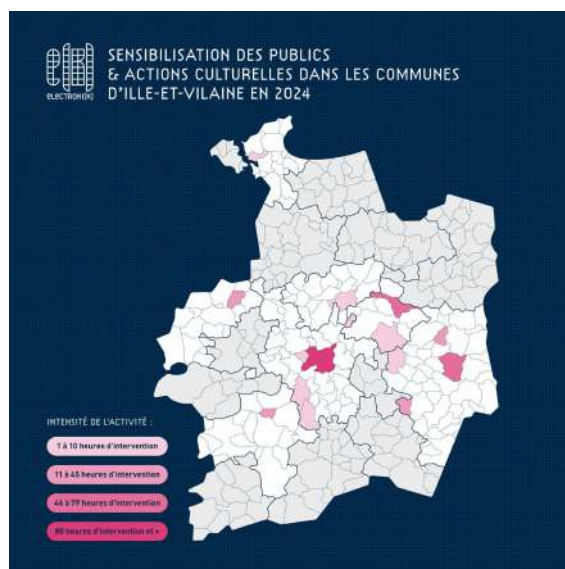 SENSIBILISATION DES PUBLICS
& ACTIONS CULTURELLES DANS LES COMMUNES
D'ILLE-ET-VILAINE EN 2024
ELECTRONI[K]
INTENSITÉ DE L'ACTIVITÉ :
1 à 10 heures d'intervention
11 à 45 heures d'intervention
46 à 79 heures d'intervention
80 heures d'intervention et +